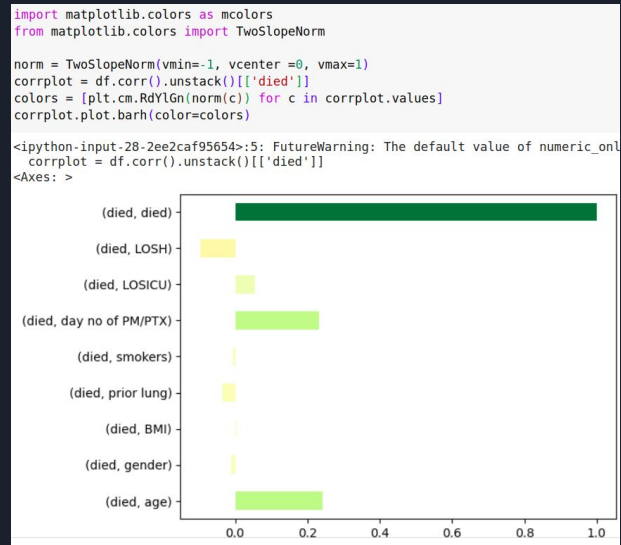 import matplotlib.colors as mcolors
from matplotlib.colors import TwoSlopeNorm
norm = TwoSlopeNorm(vmin=-1, vcenter =0, vmax=1)
corrplot = df.corr().unstack()[['died']]
colors = [plt.cm.RdYlGn(norm(c)) for c in corrplot.values]
corrplot.plot.barh(color=colors)
<ipython-input-28-2ee2caf95654>:5: FutureWarning: The default value of numeric_onl
corrplot = df.corr().unstack()[['died']]
<Axes: >
(died, died)
(died, LOSH)
(died, LOSICU)
(died, day no of PM/PTX)
(died, smokers)
(died, prior lung)
(died, BMI)
(died, gender)
(died, age)
0.0 0.2 0.4 0.6 0.8 1.0